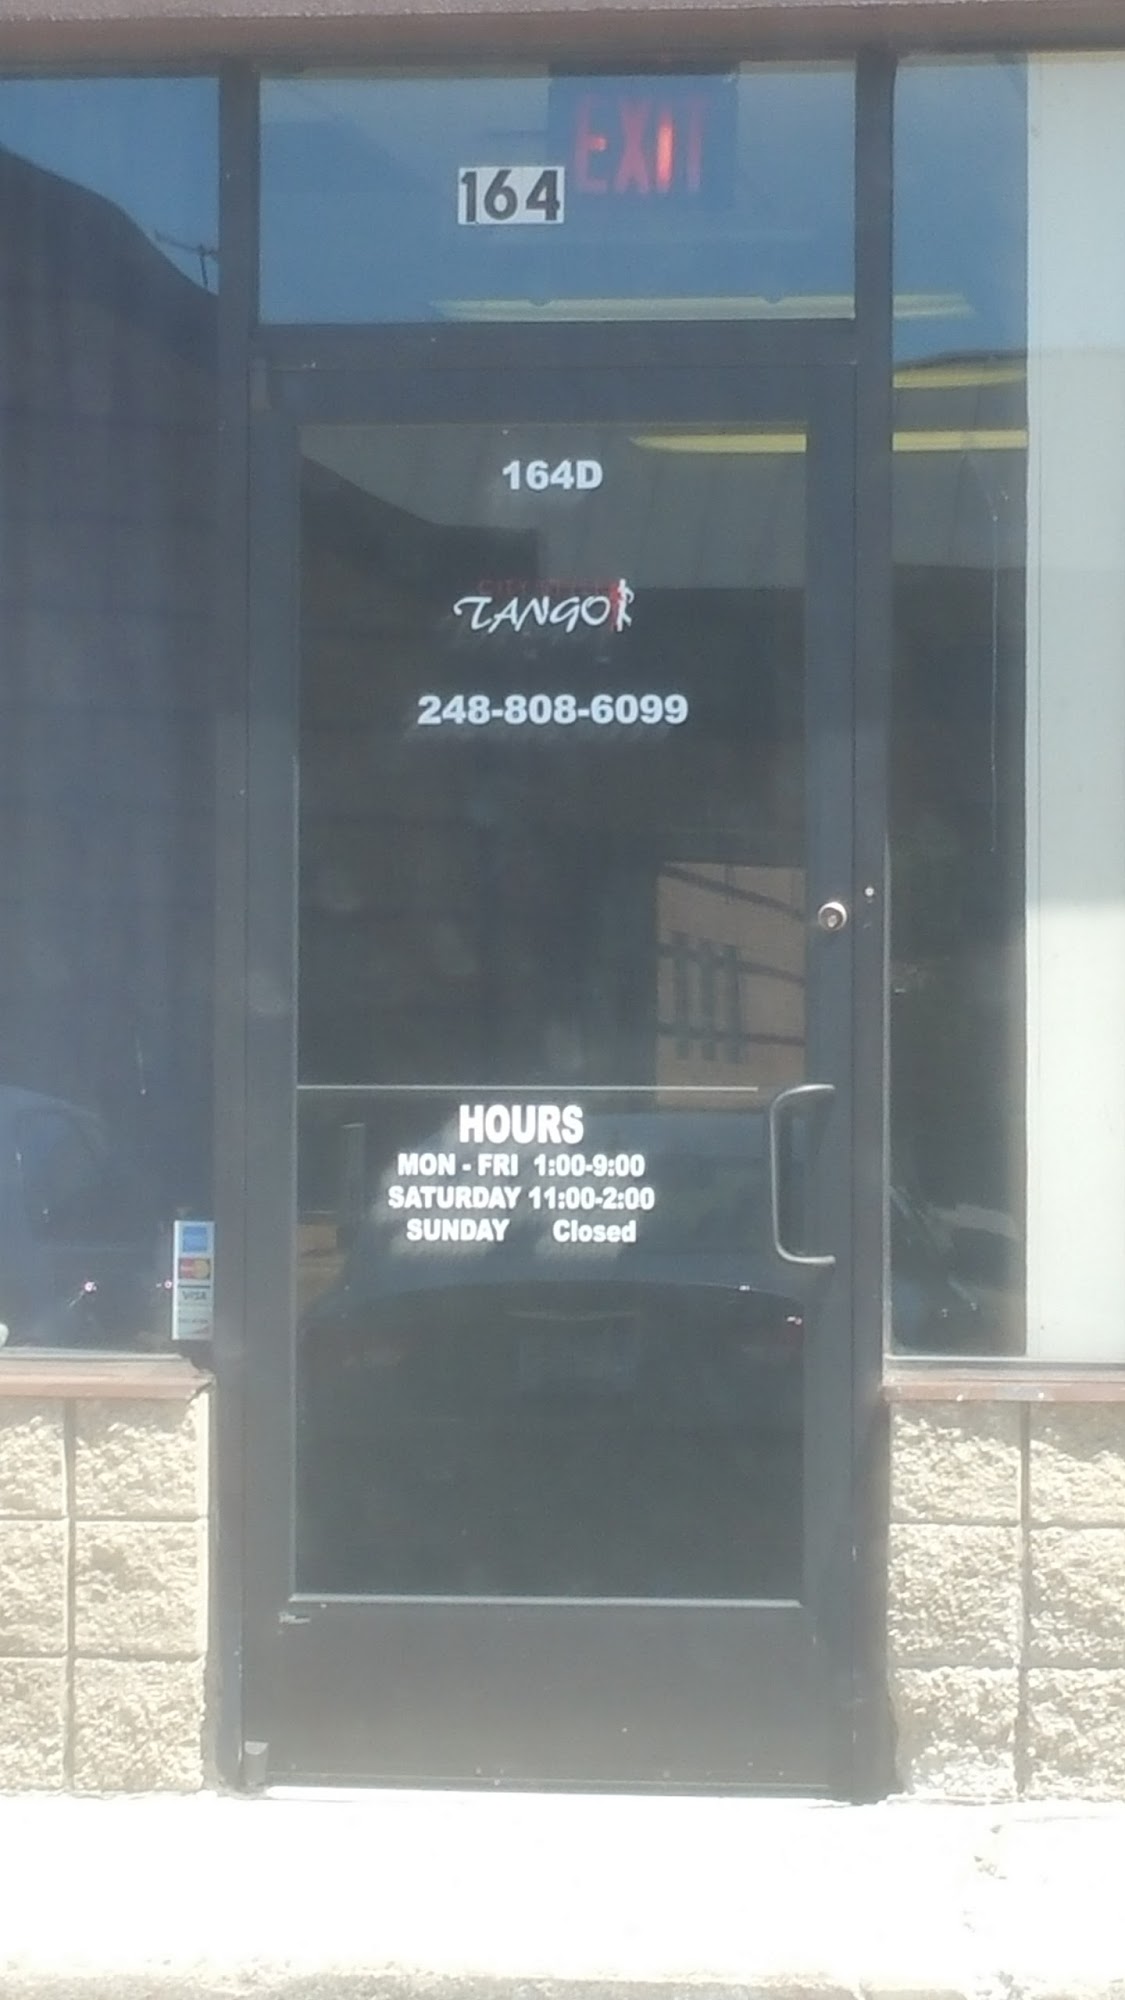 EXIT
164
164D
TANGO
248-808-6099
HOURS
MON - FRI 1:00-9:00
SATURDAY 11:00-2:00
SUNDAY Closed
MasterCard
VISA